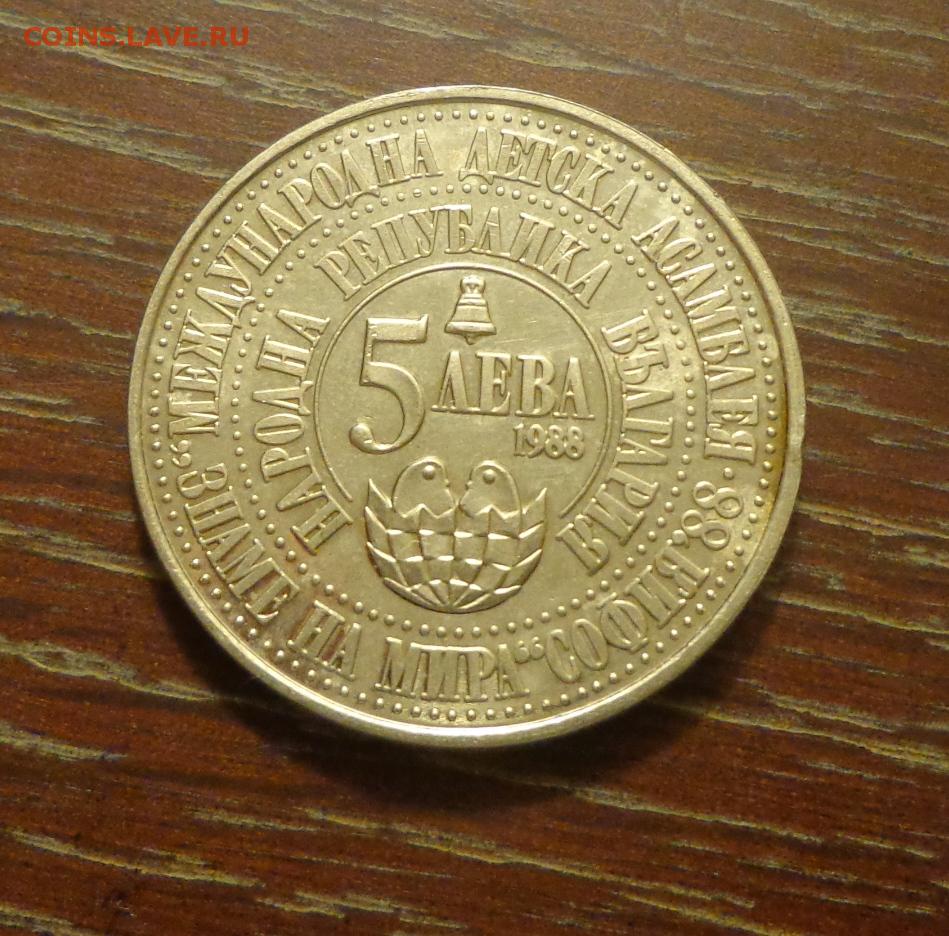 COINS.LAVE.RU
МЕЖДУНАРОДНА ДЕТСКА АСАМБЛЕЯ
„ЗНАМЕ НА МИРА“ СОФИЯ'88·
НАРОДНА РЕПУБЛИКА БЪЛГАРИЯ
5 ЛЕВА
1988